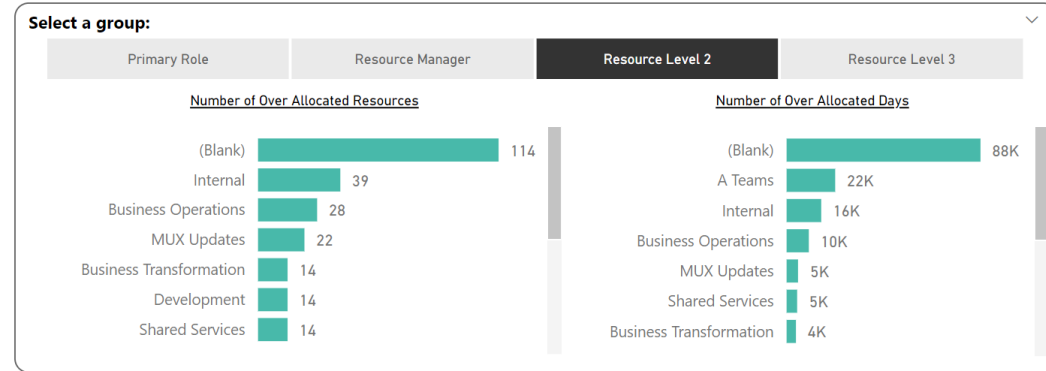 Select a group:
Primary Role
Resource Manager
Resource Level 2
Resource Level 3
Number of Over Allocated Resources
(Blank) 114
Internal 39
Business Operations 28
MUX Updates 22
Business Transformation 14
Development 14
Shared Services 14
Number of Over Allocated Days
(Blank) 88K
A Teams 22K
Internal 16K
Business Operations 10K
MUX Updates 5K
Shared Services 5K
Business Transformation 4K